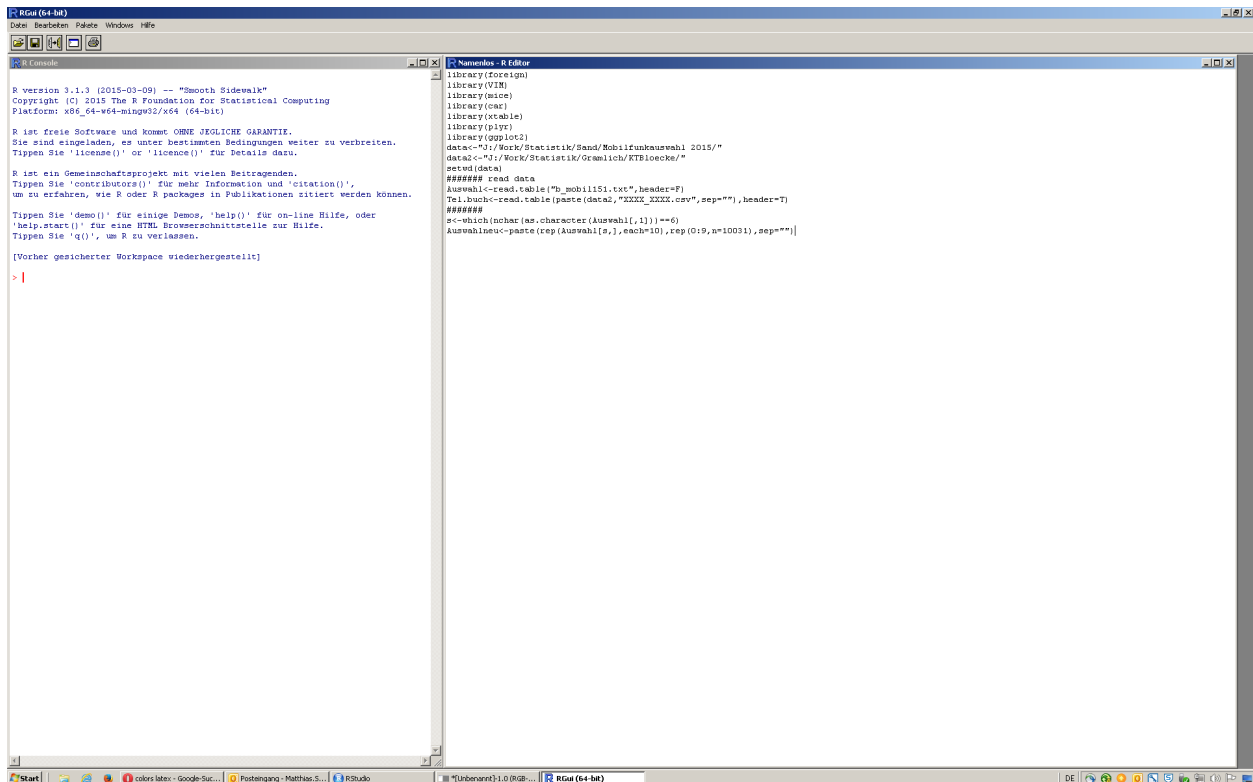 RGui (64-bit)
Datei Bearbeiten Pakete Windows Hilfe
R Console
R version 3.1.3 (2015-03-09) -- "Smooth Sidewalk"
Copyright (C) 2015 The R Foundation for Statistical Computing
Platform: x86_64-w64-mingw32/x64 (64-bit)
R ist freie Software und kommt OHNE JEGLICHE GARANTIE.
Sie sind eingeladen, es unter bestimmten Bedingungen weiter zu verbreiten.
Tippen Sie 'license()' or 'licence()' für Details dazu.
R ist ein Gemeinschaftsprojekt mit vielen Beitragenden.
Tippen Sie 'contributors()' für mehr Information und 'citation()',
um zu erfahren, wie R oder R packages in Publikationen zitiert werden können.
Tippen Sie 'demo()' für einige Demos, 'help()' für on-line Hilfe, oder
'help.start()' für eine HTML Browserschnittstelle zur Hilfe.
Tippen Sie 'q()', um R zu verlassen.
[Vorher gesicherter Workspace wiederhergestellt]
>
Namenlos - R Editor
library(foreign)
library(VIM)
library(mice)
library(car)
library(xtable)
library(plyr)
library(ggplot2)
data<-"J:/Work/Statistik/Sand/Mobilfunkauswahl 2015/"
data2<-"J:/Work/Statistik/Gramlich/KTBloecke/"
setwd(data)
####### read data
Auswahl<-read.table("b_mobil151.txt",header=F)
Tel.buch<-read.table(paste(data2,"XXXX_XXXX.csv",sep=""),header=T)
#######
s<-which(nchar(as.character(Auswahl[,1]))==6)
Auswahlneu<-paste(rep(Auswahl[s,],each=10),rep(0:9,n=10031),sep="")
Start
colors latex - Google-Suc...
Posteingang - Matthias.S...
RStudio
*[Unbenannt]-1.0 (RGB-...
RGui (64-bit)
DE